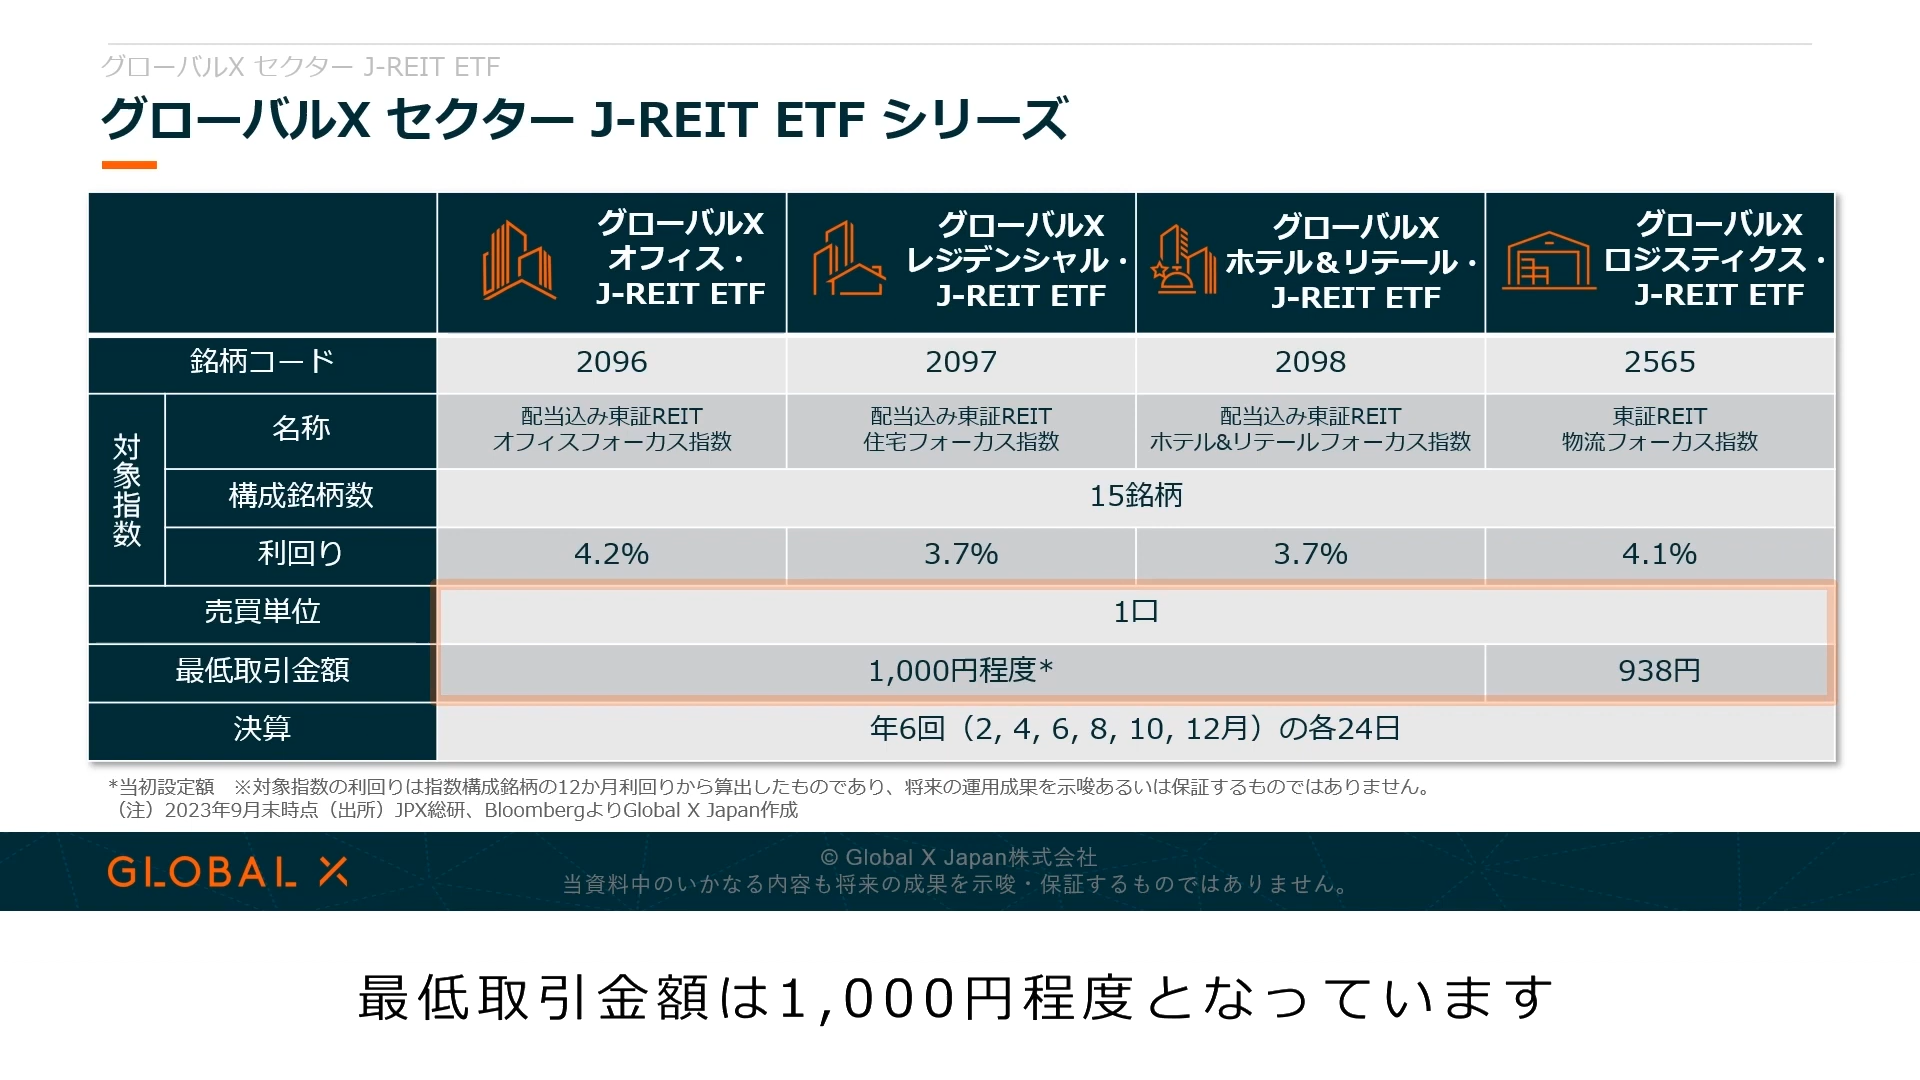 グローバルX セクター J-REIT ETF
グローバルX セクター J-REIT ETF シリーズ
グローバルX
オフィス・
J-REIT ETF
グローバルX
レジデンシャル・
J-REIT ETF
グローバルX
ホテル＆リテール・
J-REIT ETF
グローバルX
ロジスティクス・
J-REIT ETF
銘柄コード
2096
2097
2098
2565
対象指数
名称
配当込み東証REIT
オフィスフォーカス指数
配当込み東証REIT
住宅フォーカス指数
配当込み東証REIT
ホテル&リテールフォーカス指数
東証REIT
物流フォーカス指数
構成銘柄数
15銘柄
利回り
4.2%
3.7%
3.7%
4.1%
売買単位
1口
最低取引金額
1,000円程度*
938円
決算
年6回（2, 4, 6, 8, 10, 12月）の各24日
*当初設定額　※対象指数の利回りは指数構成銘柄の12か月利回りから算出したものであり、将来の運用成果を示唆あるいは保証するものではありません。
（注）2023年9月末時点（出所）JPX総研、BloombergよりGlobal X Japan作成
GLOBAL X
© Global X Japan株式会社
当資料中のいかなる内容も将来の成果を示唆・保証するものではありません。
最低取引金額は1,000円程度となっています